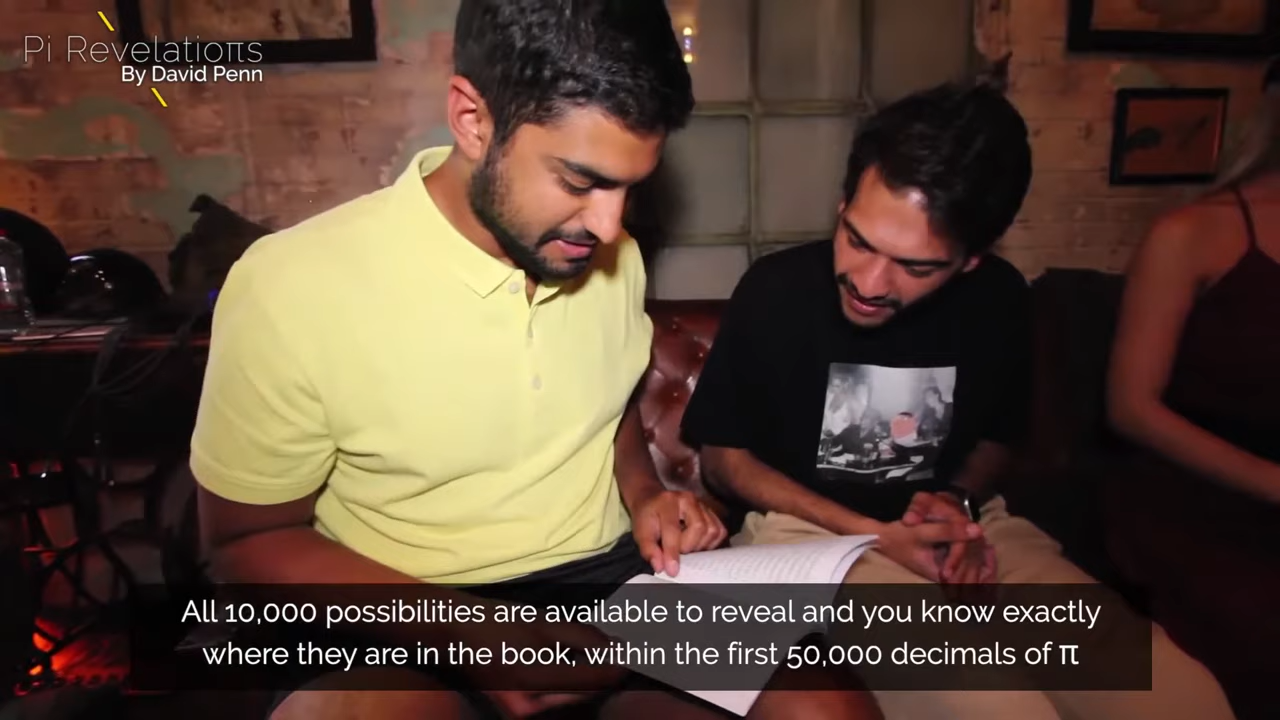 Pi Revelatioπs
By David Penn
All 10,000 possibilities are available to reveal and you know exactly
where they are in the book, within the first 50,000 decimals of π